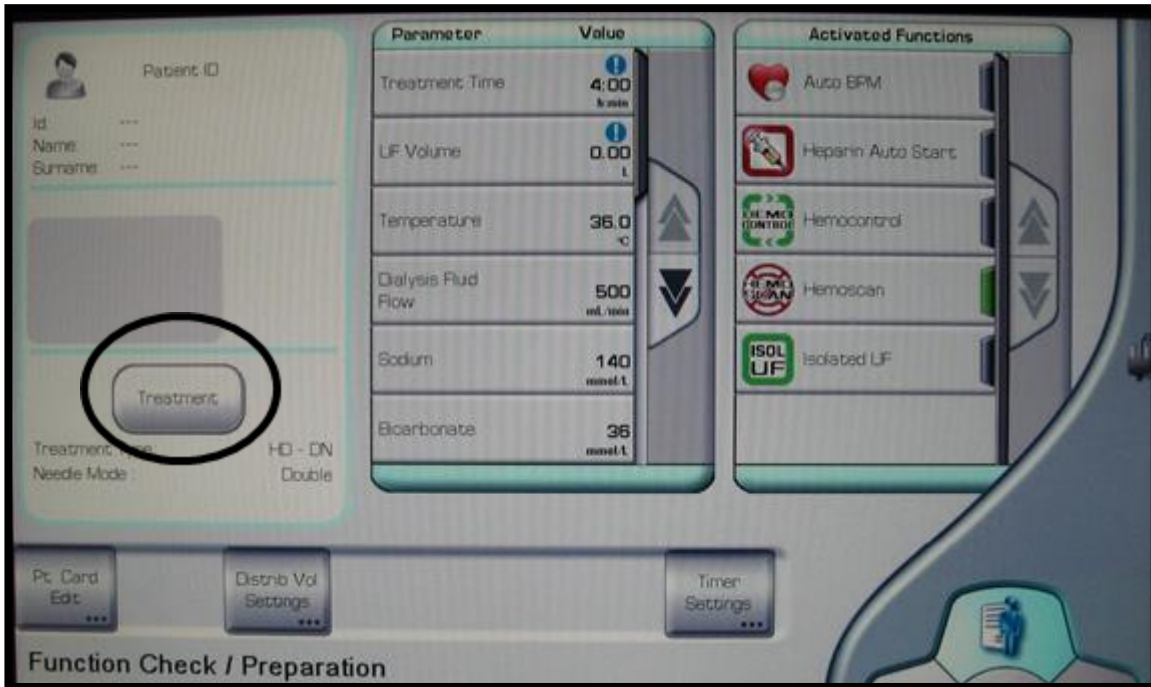 Patient ID
Id: ---
Name: ---
Surname: ---
Treatment
Treatment Type: HD - DN
Needle Mode : Double
Parameter Value
Treatment Time 4:00
h:min
UF Volume 0.00
L
Temperature 36.0
°C
Dialysis Fluid
Flow 500
mL/min
Sodium 140
mmol/L
Bicarbonate 36
mmol/L
Activated Functions
Auto BPM
Heparin Auto Start
HEMO
CONTROL Hemocontrol
HEMO
SCAN Hemoscan
ISOL
UF Isolated UF
Pt. Card
Edit
...
Distrib Vol
Settings
...
Timer
Settings
...
Function Check / Preparation